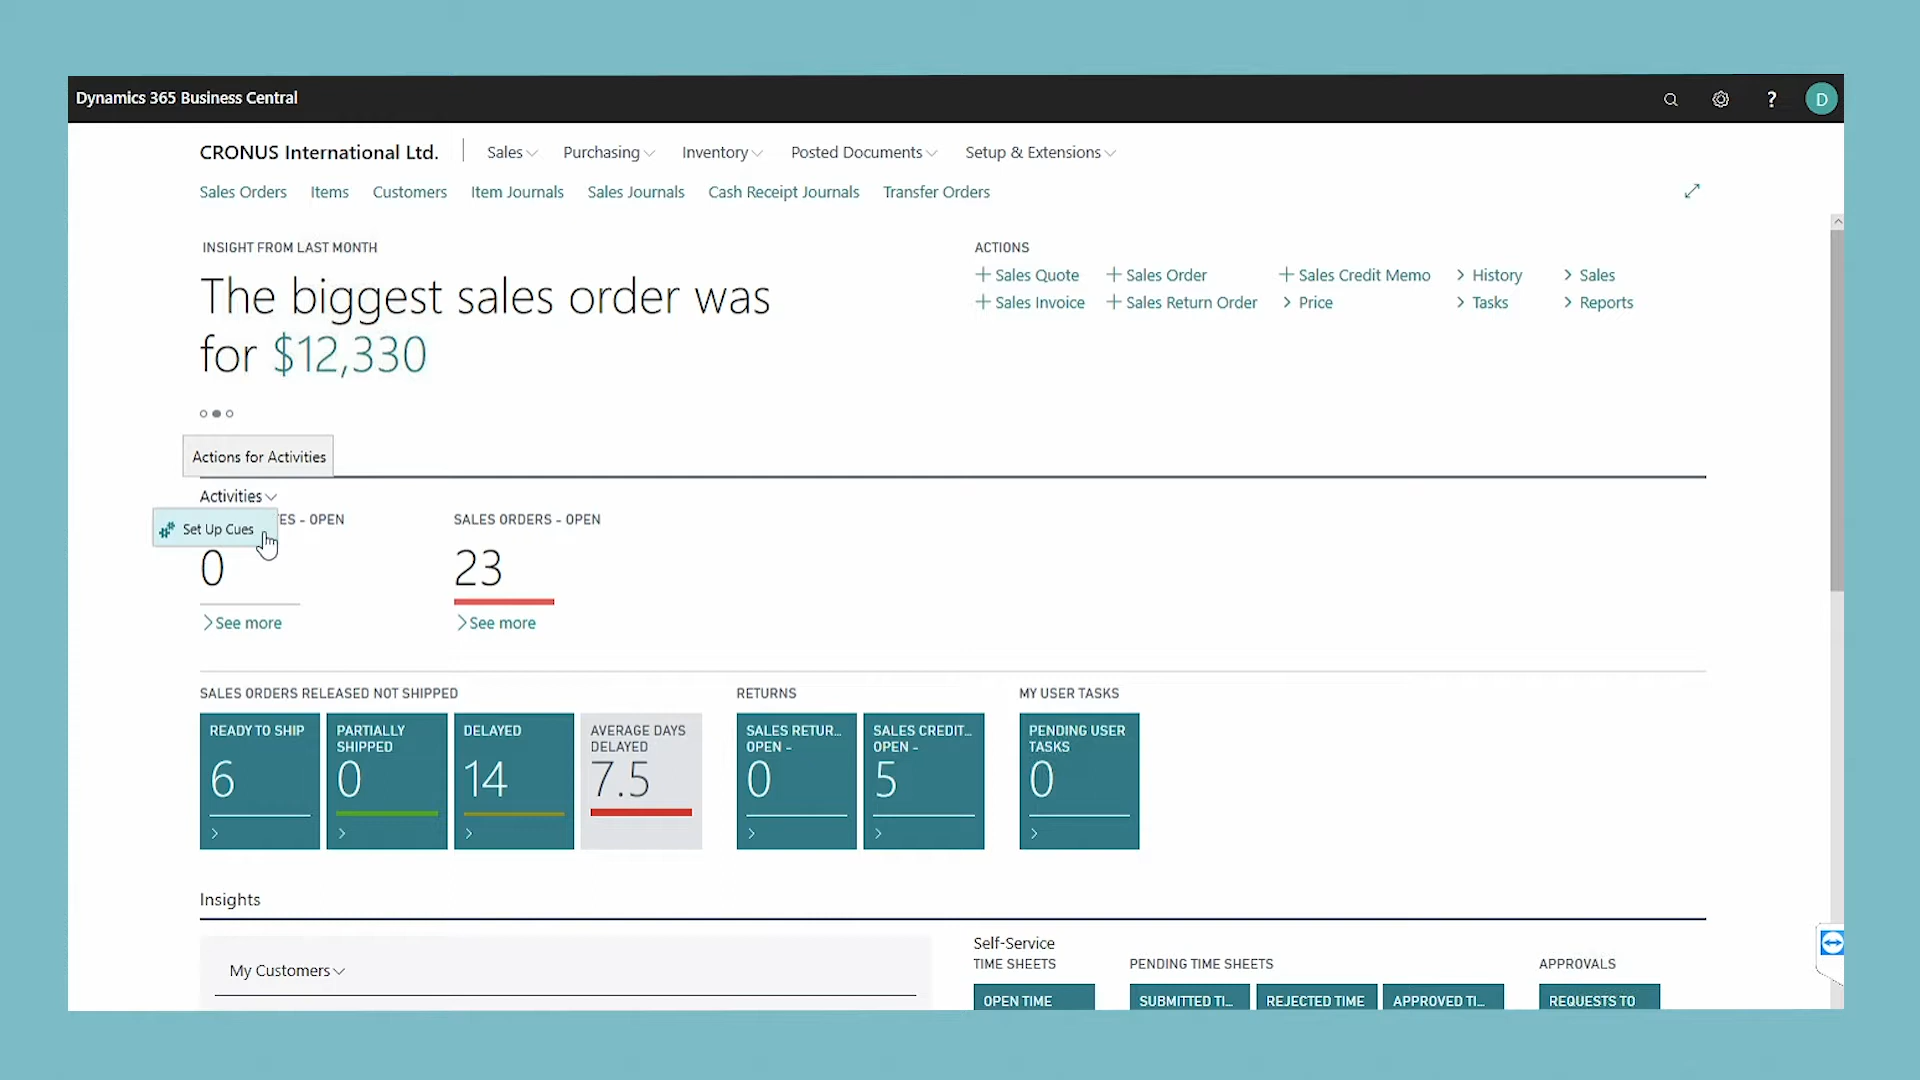 Dynamics 365 Business Central
?
D
CRONUS International Ltd.
Sales
Purchasing
Inventory
Posted Documents
Setup & Extensions
Sales Orders
Items
Customers
Item Journals
Sales Journals
Cash Receipt Journals
Transfer Orders
INSIGHT FROM LAST MONTH
The biggest sales order was
for $12,330
ACTIONS
+ Sales Quote
+ Sales Order
+ Sales Credit Memo
> History
> Sales
+ Sales Invoice
+ Sales Return Order
> Price
> Tasks
> Reports
Actions for Activities
Activities
Set Up Cues
ES - OPEN
0
>See more
SALES ORDERS - OPEN
23
>See more
SALES ORDERS RELEASED NOT SHIPPED
READY TO SHIP
6
>
PARTIALLY
SHIPPED
0
>
DELAYED
14
>
AVERAGE DAYS
DELAYED
7.5
RETURNS
SALES RETUR...
OPEN -
0
>
SALES CREDIT...
OPEN -
5
>
MY USER TASKS
PENDING USER
TASKS
0
>
Insights
My Customers
Self-Service
TIME SHEETS
OPEN TIME
PENDING TIME SHEETS
SUBMITTED TI...
REJECTED TIME
APPROVED TI...
APPROVALS
REQUESTS TO